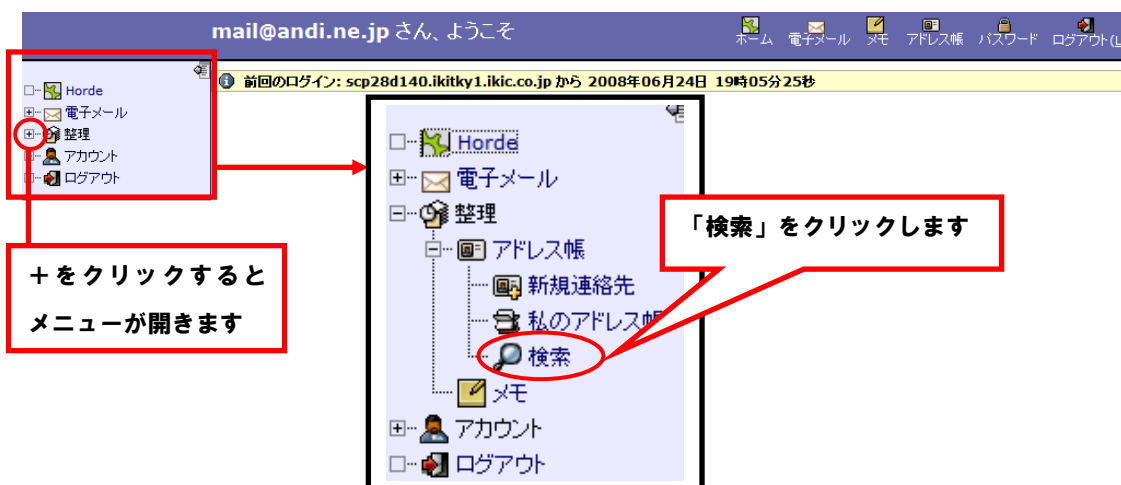 mail@andi.ne.jp さん、ようこそ
ホーム 電子メール メモ アドレス帳 パスワード ログアウト(L
前回のログイン: scp28d140.ikitky1.ikic.co.jp から 2008年06月24日 19時05分25秒
Horde
電子メール
整理
アカウント
ログアウト
+をクリックすると
メニューが開きます
Horde
電子メール
整理
アドレス帳
新規連絡先
私のアドレス帳
検索
メモ
アカウント
ログアウト
「検索」をクリックします